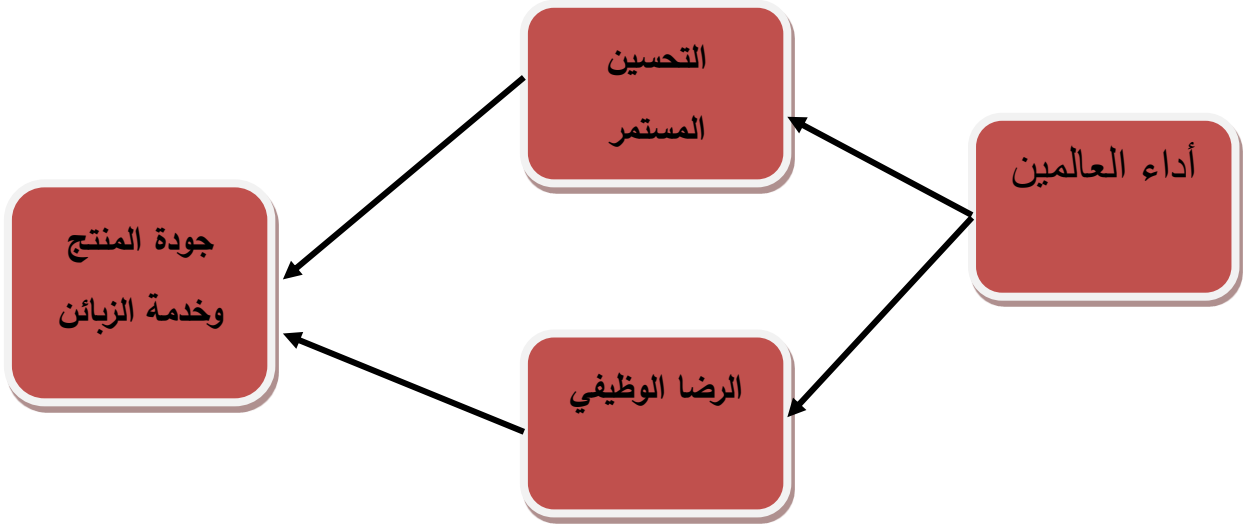 أداء العالمين
التحسين
المستمر
الرضا الوظيفي
جودة المنتج
وخدمة الزبائن